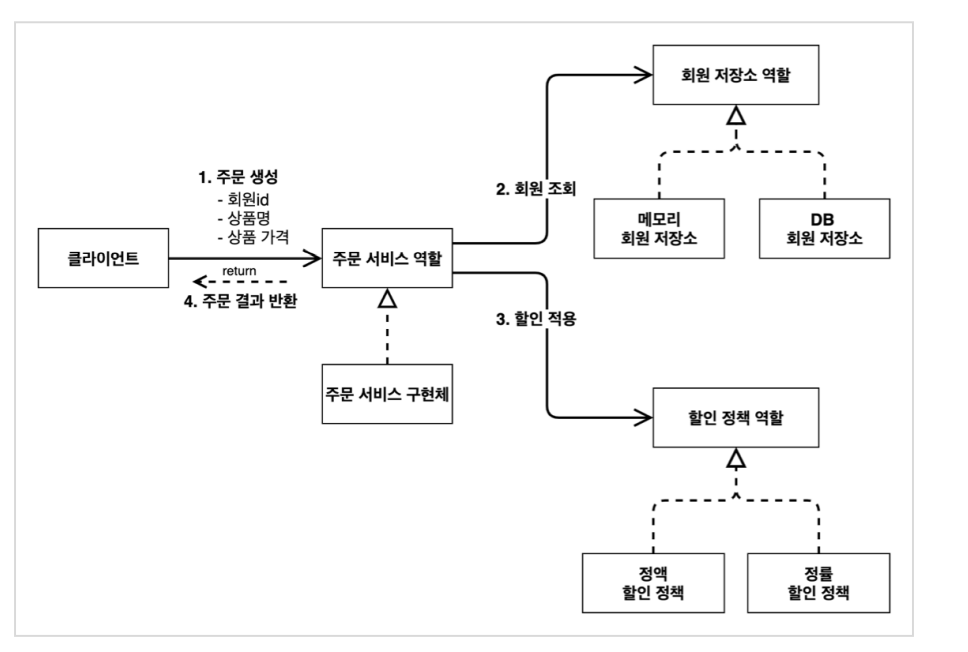 회원 저장소 역할
1. 주문 생성
- 회원id
- 상품명
- 상품 가격
2. 회원 조회
메모리
회원 저장소
DB
회원 저장소
클라이언트
주문 서비스 역할
return
4. 주문 결과 반환
3. 할인 적용
주문 서비스 구현체
할인 정책 역할
정액
할인 정책
정률
할인 정책